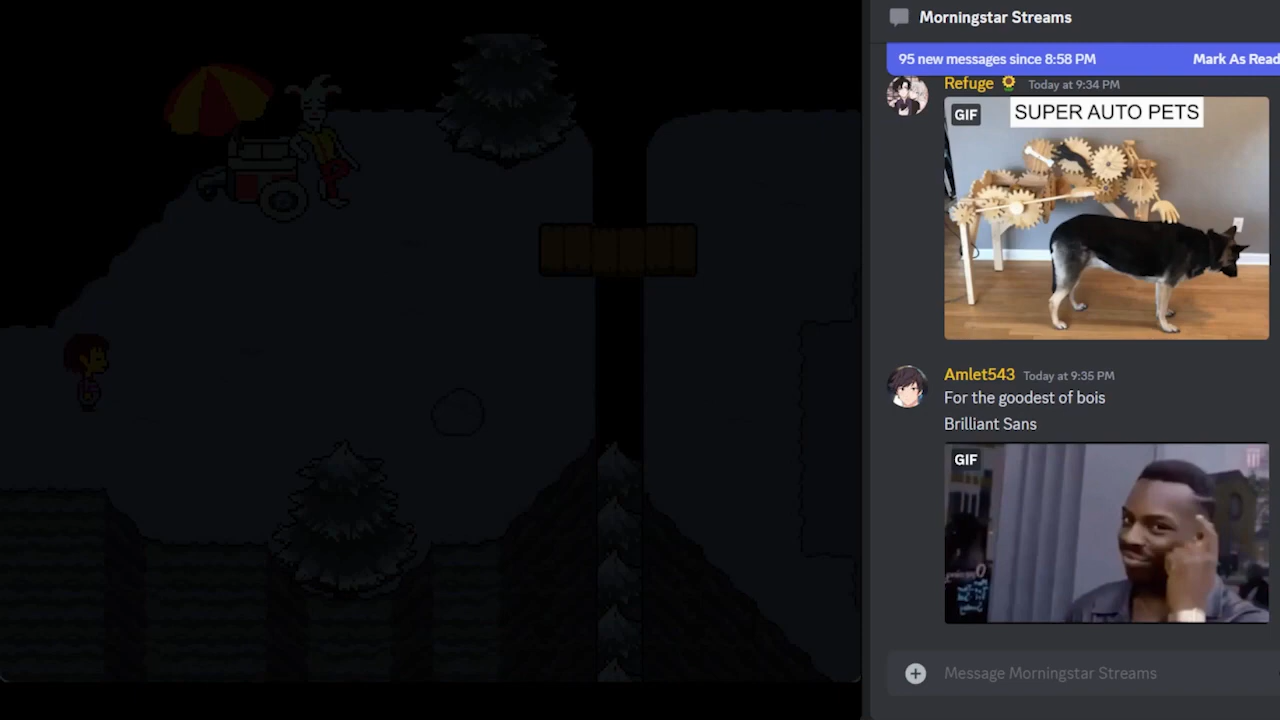 Morningstar Streams
95 new messages since 8:58 PM
Mark As Read
Refuge Today at 9:34 PM
GIF
SUPER AUTO PETS
Amlet543 Today at 9:35 PM
For the goodest of bois
Brilliant Sans
GIF
Message Morningstar Streams